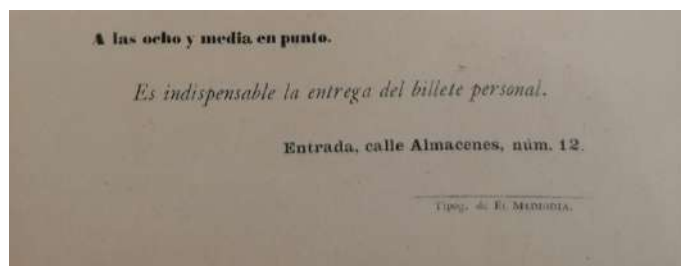 A las ocho y media en punto.
Es indispensable la entrega del billete personal.
Entrada, calle Almacenes, núm. 12.
Tipog. de EL MEDIODIA.